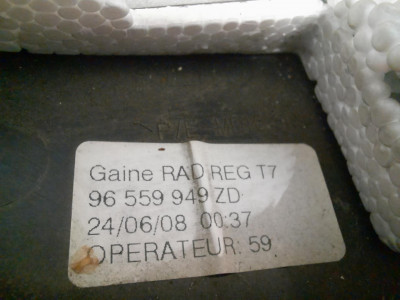 Gaine RAD REG T7
96 559 949 ZD
24/06/08 00:37
OPERATEUR: 59